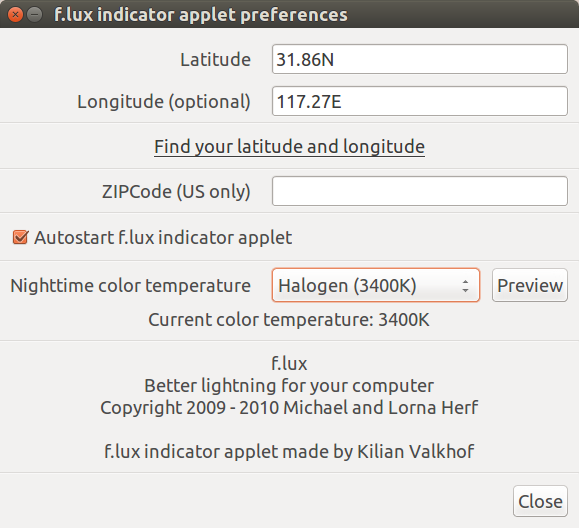 f.lux indicator applet preferences
Latitude 31.86N
Longitude (optional) 117.27E
Find your latitude and longitude
ZIPCode (US only)
Autostart f.lux indicator applet
Nighttime color temperature Halogen (3400K) Preview
Current color temperature: 3400K
f.lux
Better lightning for your computer
Copyright 2009 - 2010 Michael and Lorna Herf
f.lux indicator applet made by Kilian Valkhof
Close